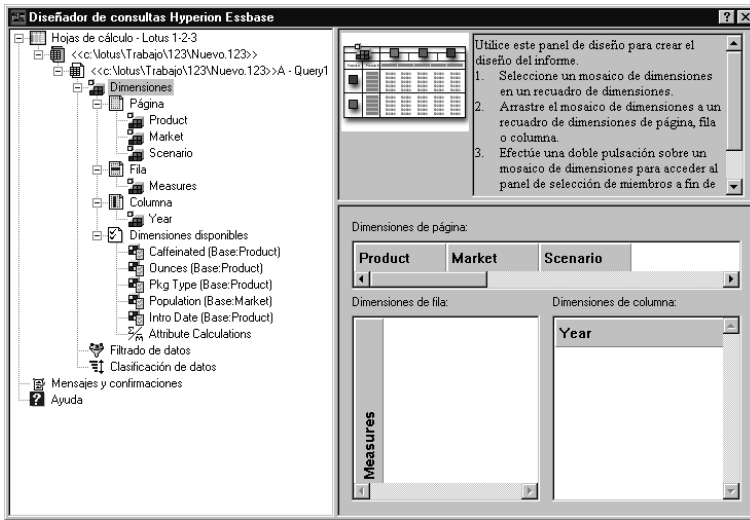 Diseñador de consultas Hyperion Essbase
Hojas de cálculo - Lotus 1-2-3
<<c:\lotus\Trabajo\123\Nuevo.123>>
<<c:\lotus\Trabajo\123\Nuevo.123>>A - Query1
Dimensiones
Página
Product
Market
Scenario
Fila
Measures
Columna
Year
Dimensiones disponibles
Caffeinated (Base:Product)
Ounces (Base:Product)
Pkg Type (Base:Product)
Population (Base:Market)
Intro Date (Base:Product)
Attribute Calculations
Filtrado de datos
Clasificación de datos
Mensajes y confirmaciones
Ayuda
Utilice este panel de diseño para crear el
diseño del informe.
1. Seleccione un mosaico de dimensiones
en un recuadro de dimensiones.
2. Arrastre el mosaico de dimensiones a un
recuadro de dimensiones de página, fila
o columna.
3. Efectúe una doble pulsación sobre un
mosaico de dimensiones para acceder al
panel de selección de miembros a fin de
Dimensiones de página:
Product Market Scenario
Dimensiones de fila:
Measures
Dimensiones de columna:
Year